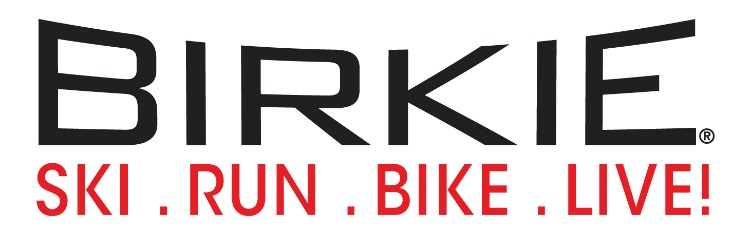 BIRKIE®
SKI . RUN . BIKE . LIVE!